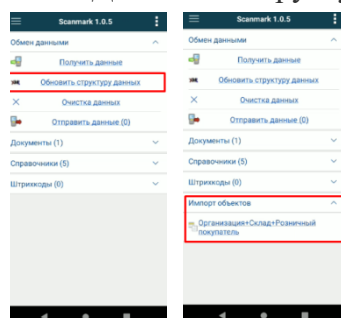 Scanmark 1.0.5
Обмен данными
Получить данные
Обновить структуру данных
Очистка данных
Отправить данные (0)
Документы (1)
Справочники (5)
Штрихкоды (0)
Scanmark 1.0.5
Обмен данными
Получить данные
Обновить структуру данных
Очистка данных
Отправить данные (0)
Документы (1)
Справочники (5)
Штрихкоды (0)
Импорт объектов
Организация+Склад+Розничный
покупатель